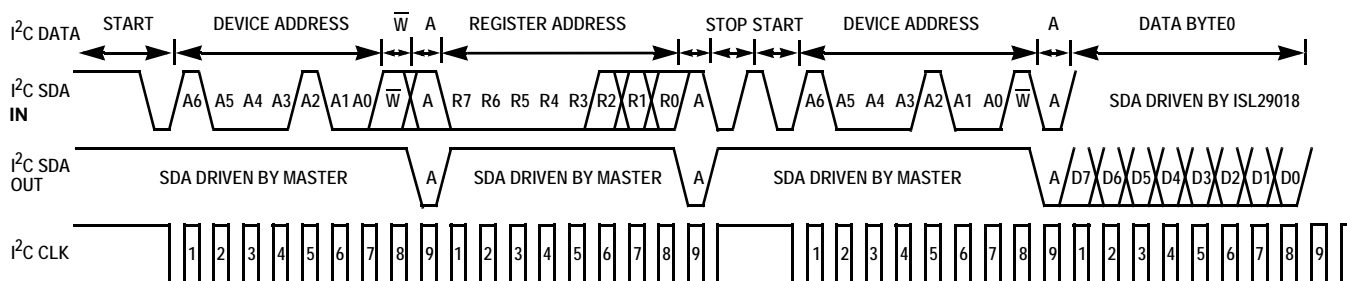 I2C DATA START DEVICE ADDRESS W A REGISTER ADDRESS STOP START DEVICE ADDRESS A DATA BYTE0
I2C SDA IN A6 A5 A4 A3 A2 A1 A0 W A R7 R6 R5 R4 R3 R2 R1 R0 A A6 A5 A4 A3 A2 A1 A0 W A SDA DRIVEN BY ISL29018
I2C SDA OUT SDA DRIVEN BY MASTER A SDA DRIVEN BY MASTER A SDA DRIVEN BY MASTER A D7 D6 D5 D4 D3 D2 D1 D0
I2C CLK 1 2 3 4 5 6 7 8 9 1 2 3 4 5 6 7 8 9 1 2 3 4 5 6 7 8 9 1 2 3 4 5 6 7 8 9